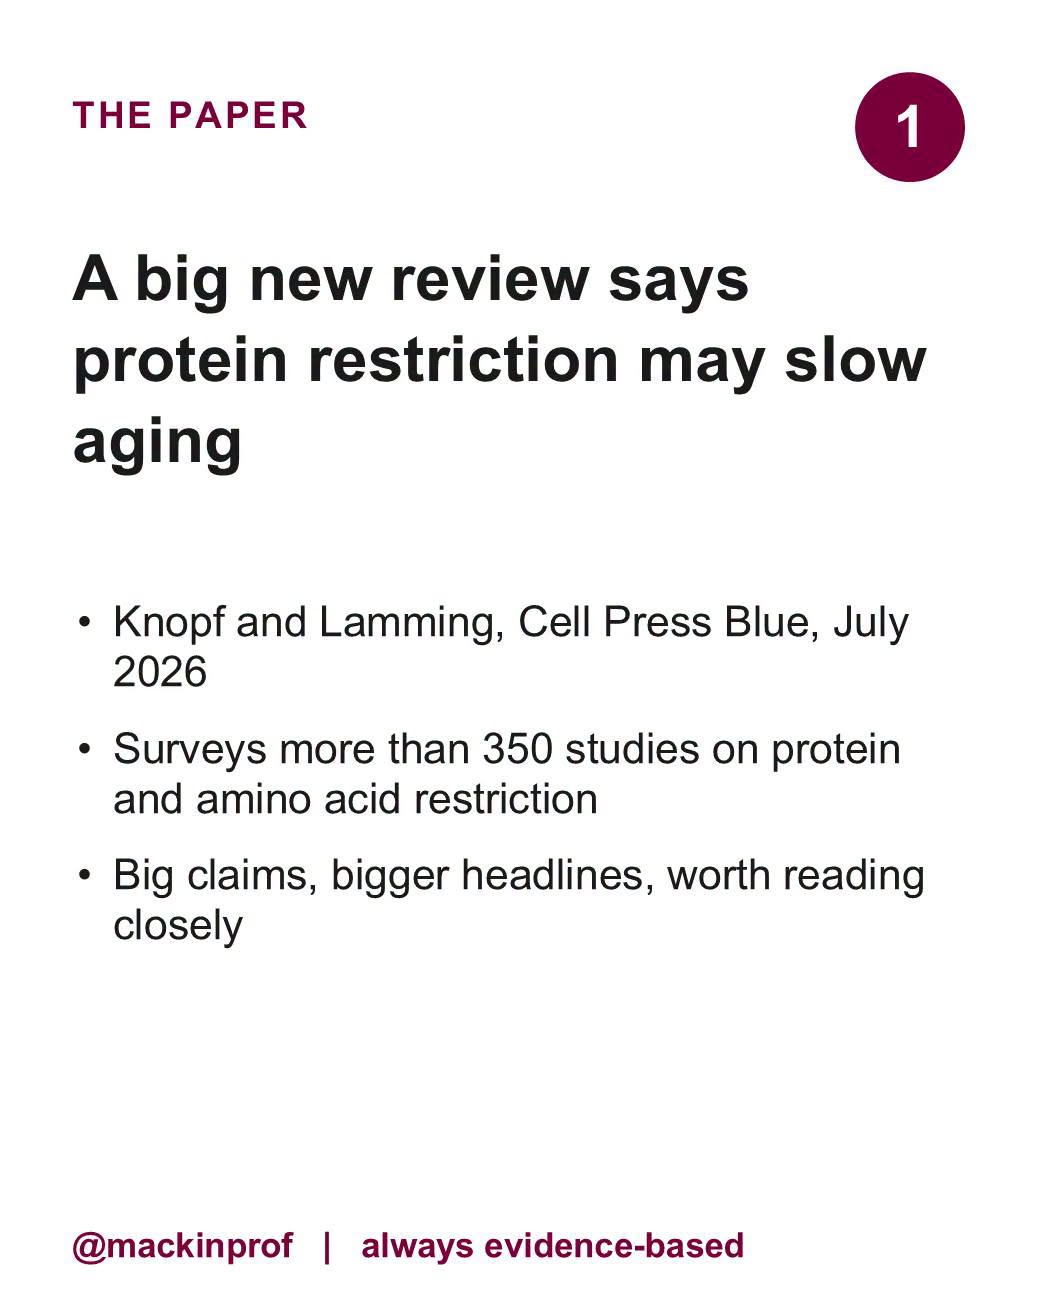 THE PAPER
1
A big new review says
protein restriction may slow
aging
• Knopf and Lamming, Cell Press Blue, July
2026
• Surveys more than 350 studies on protein
and amino acid restriction
• Big claims, bigger headlines, worth reading
closely
@mackinprof | always evidence-based